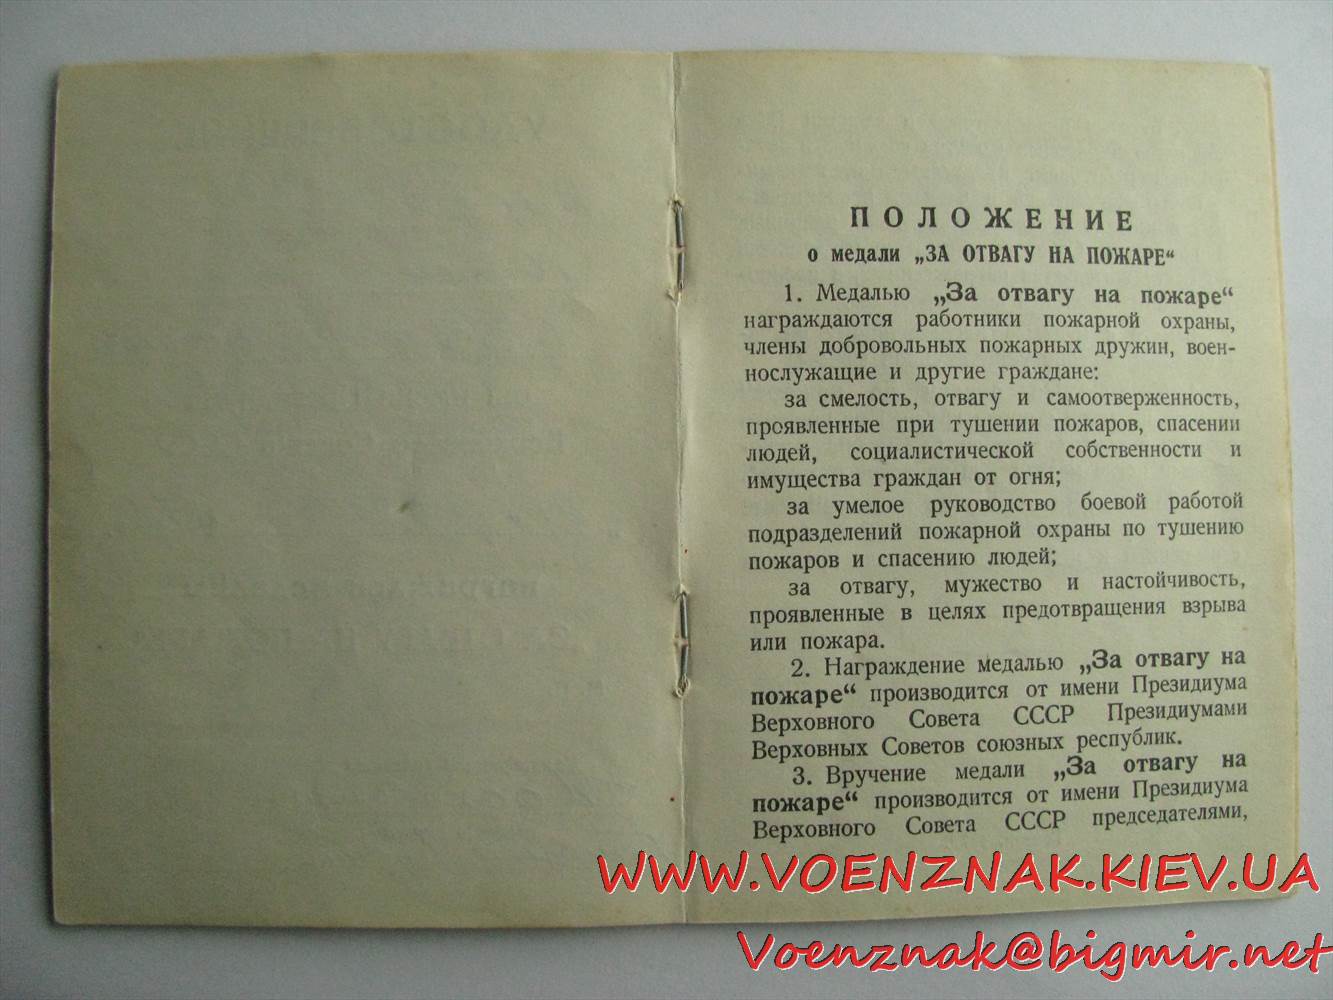 ПОЛОЖЕНИЕ
о медали „ЗА ОТВАГУ НА ПОЖАРЕ“
1. Медалью „За отвагу на пожаре“
награждаются работники пожарной охраны,
члены добровольных пожарных дружин, воен-
нослужащие и другие граждане:
за смелость, отвагу и самоотверженность,
проявленные при тушении пожаров, спасении
людей, социалистической собственности и
имущества граждан от огня;
за умелое руководство боевой работой
подразделений пожарной охраны по тушению
пожаров и спасению людей;
за отвагу, мужество и настойчивость,
проявленные в целях предотвращения взрыва
или пожара.
2. Награждение медалью „За отвагу на
пожаре“ производится от имени Президиума
Верховного Совета СССР Президиумами
Верховных Советов союзных республик.
3. Вручение медали „За отвагу на
пожаре“ производится от имени Президиума
Верховного Совета СССР председателями,
WWW.VOENZNAK.KIEV.UA
Voenznak@bigmir.net